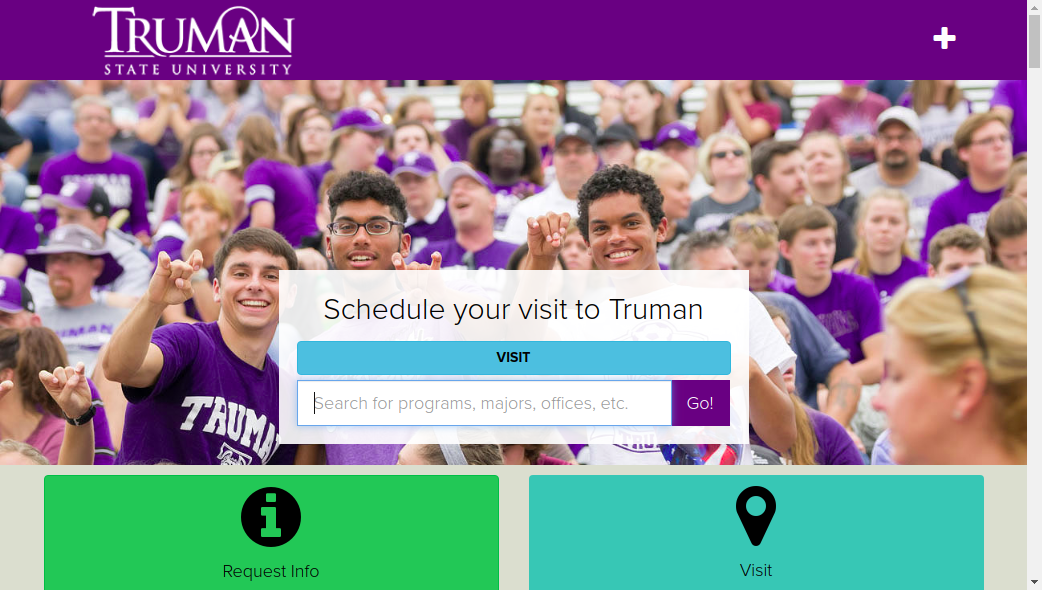 TRUMAN
STATE UNIVERSITY
Schedule your visit to Truman
VISIT
Search for programs, majors, offices, etc.
Go!
TRUMA
Request Info
Visit